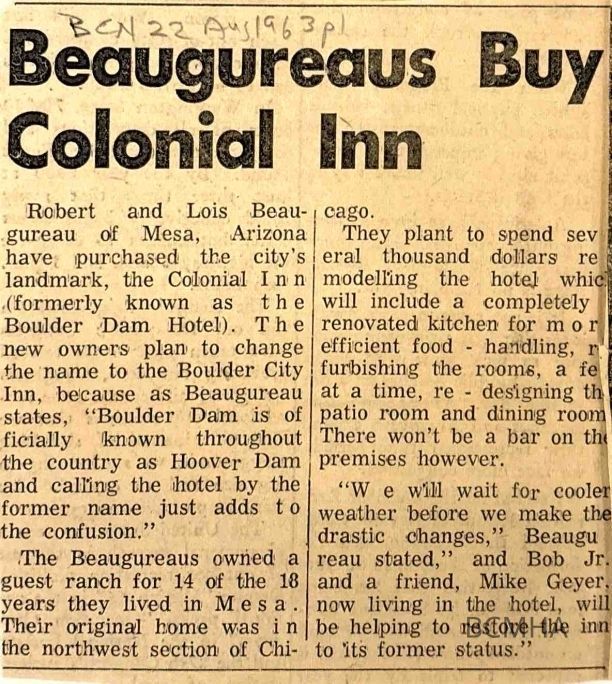 BCN 22 Aug 1963 p1
Beaugureaus Buy
Colonial Inn
Robert and Lois Beau-
gureau of Mesa, Arizona
have purchased the city's
landmark, the Colonial Inn
(formerly known as the
Boulder Dam Hotel). The
new owners plan to change
the name to the Boulder City
Inn, because as Beaugureau
states, “Boulder Dam is of
ficially known throughout
the country as Hoover Dam
and calling the hotel by the
former name just adds to
the confusion.”
The Beaugureaus owned a
guest ranch for 14 of the 18
years they lived in Mesa.
Their original home was in
the northwest section of Chi-
cago.
They plant to spend sev
eral thousand dollars re
modelling the hotel whic
will include a completely
renovated kitchen for mor
efficient food - handling, r
furbishing the rooms, a fe
at a time, re - designing th
patio room and dining room
There won't be a bar on the
premises however.
“We will wait for cooler
weather before we make the
drastic changes,” Beaugu
reau stated,” and Bob Jr.
and a friend, Mike Geyer,
now living in the hotel, will
be helping to restore the inn
to its former status.”
BCMHA